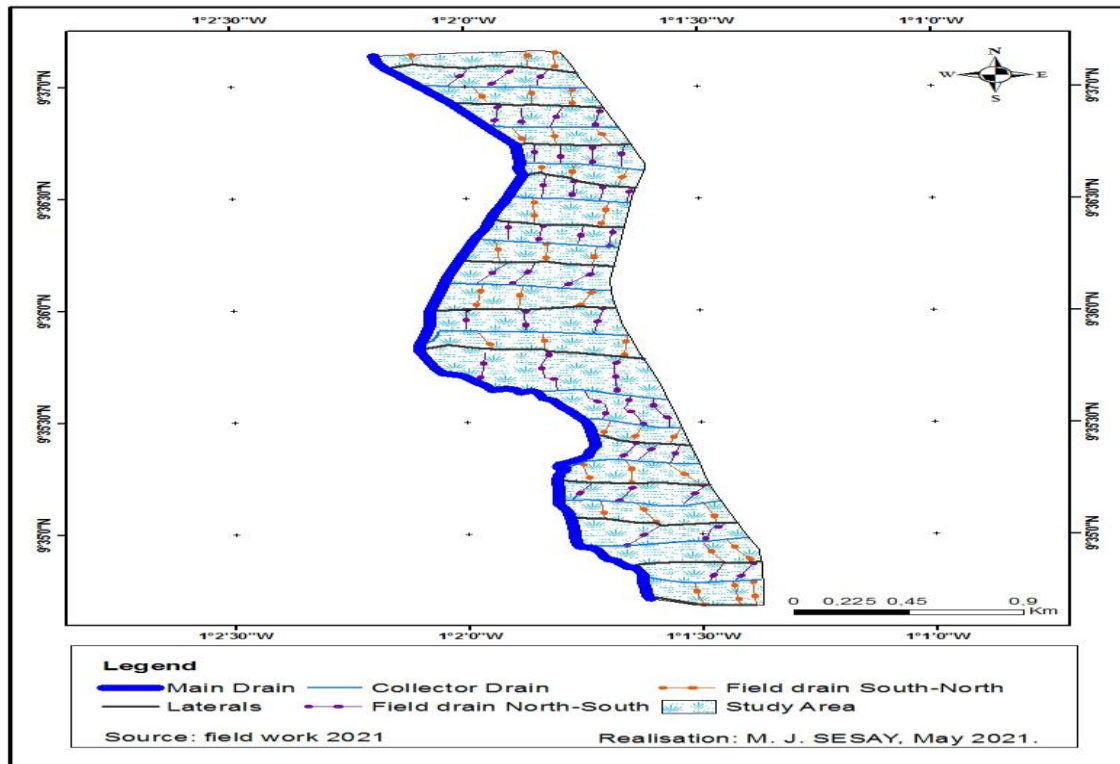 1°2'30"W 1°2'0"W 1°1'30"W 1°1'0"W
N
W E
S
9°37'0"N 9°37'0"N
9°36'30"N 9°36'30"N
9°36'0"N 9°36'0"N
9°35'30"N 9°35'30"N
9°35'0"N 9°35'0"N
0 0,225 0,45 0,9
Km
1°2'30"W 1°2'0"W 1°1'30"W 1°1'0"W
Legend
Main Drain Collector Drain Field drain South-North
Laterals Field drain North-South Study Area
Source: field work 2021 Realisation: M. J. SESAY, May 2021.